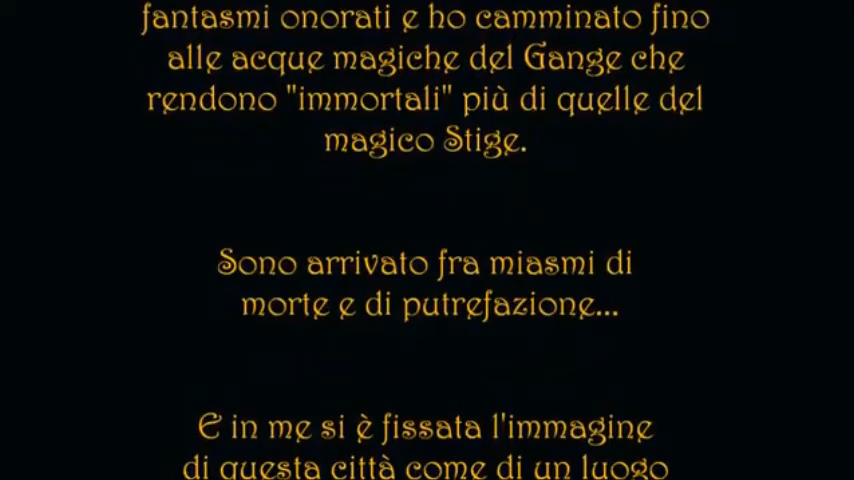 fantasmi onorati e ho camminato fino
alle acque magiche del Gange che
rendono "immortali" più di quelle del
magico Stige.
Sono arrivato fra miasmi di
morte e di putrefazione...
E in me si è fissata l'immagine
di questa città come di un luogo